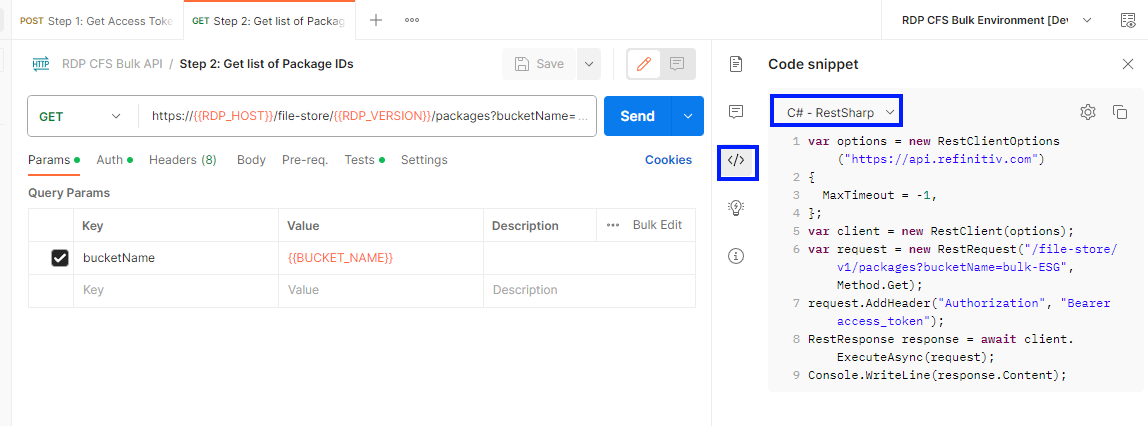 POST Step 1: Get Access Toke
GET Step 2: Get list of Packag
RDP CFS Bulk Environment [Dev
HTTP RDP CFS Bulk API / Step 2: Get list of Package IDs
Save
GET
https://{{RDP_HOST}}/file-store/{{RDP_VERSION}}/packages?bucketName= ...
Send
Params Auth Headers (8) Body Pre-req. Tests Settings
Cookies
Query Params
Key Value Description ••• Bulk Edit
bucketName {{BUCKET_NAME}}
Key Value Description
Code snippet
C# - RestSharp
1 var options = new RestClientOptions
("https://api.refinitiv.com")
2 {
3 MaxTimeout = -1,
4 };
5 var client = new RestClient(options);
6 var request = new RestRequest("/file-store/
v1/packages?bucketName=bulk-ESG",
Method.Get);
7 request.AddHeader("Authorization", "Bearer
access_token");
8 RestResponse response = await client.
ExecuteAsync(request);
9 Console.WriteLine(response.Content);